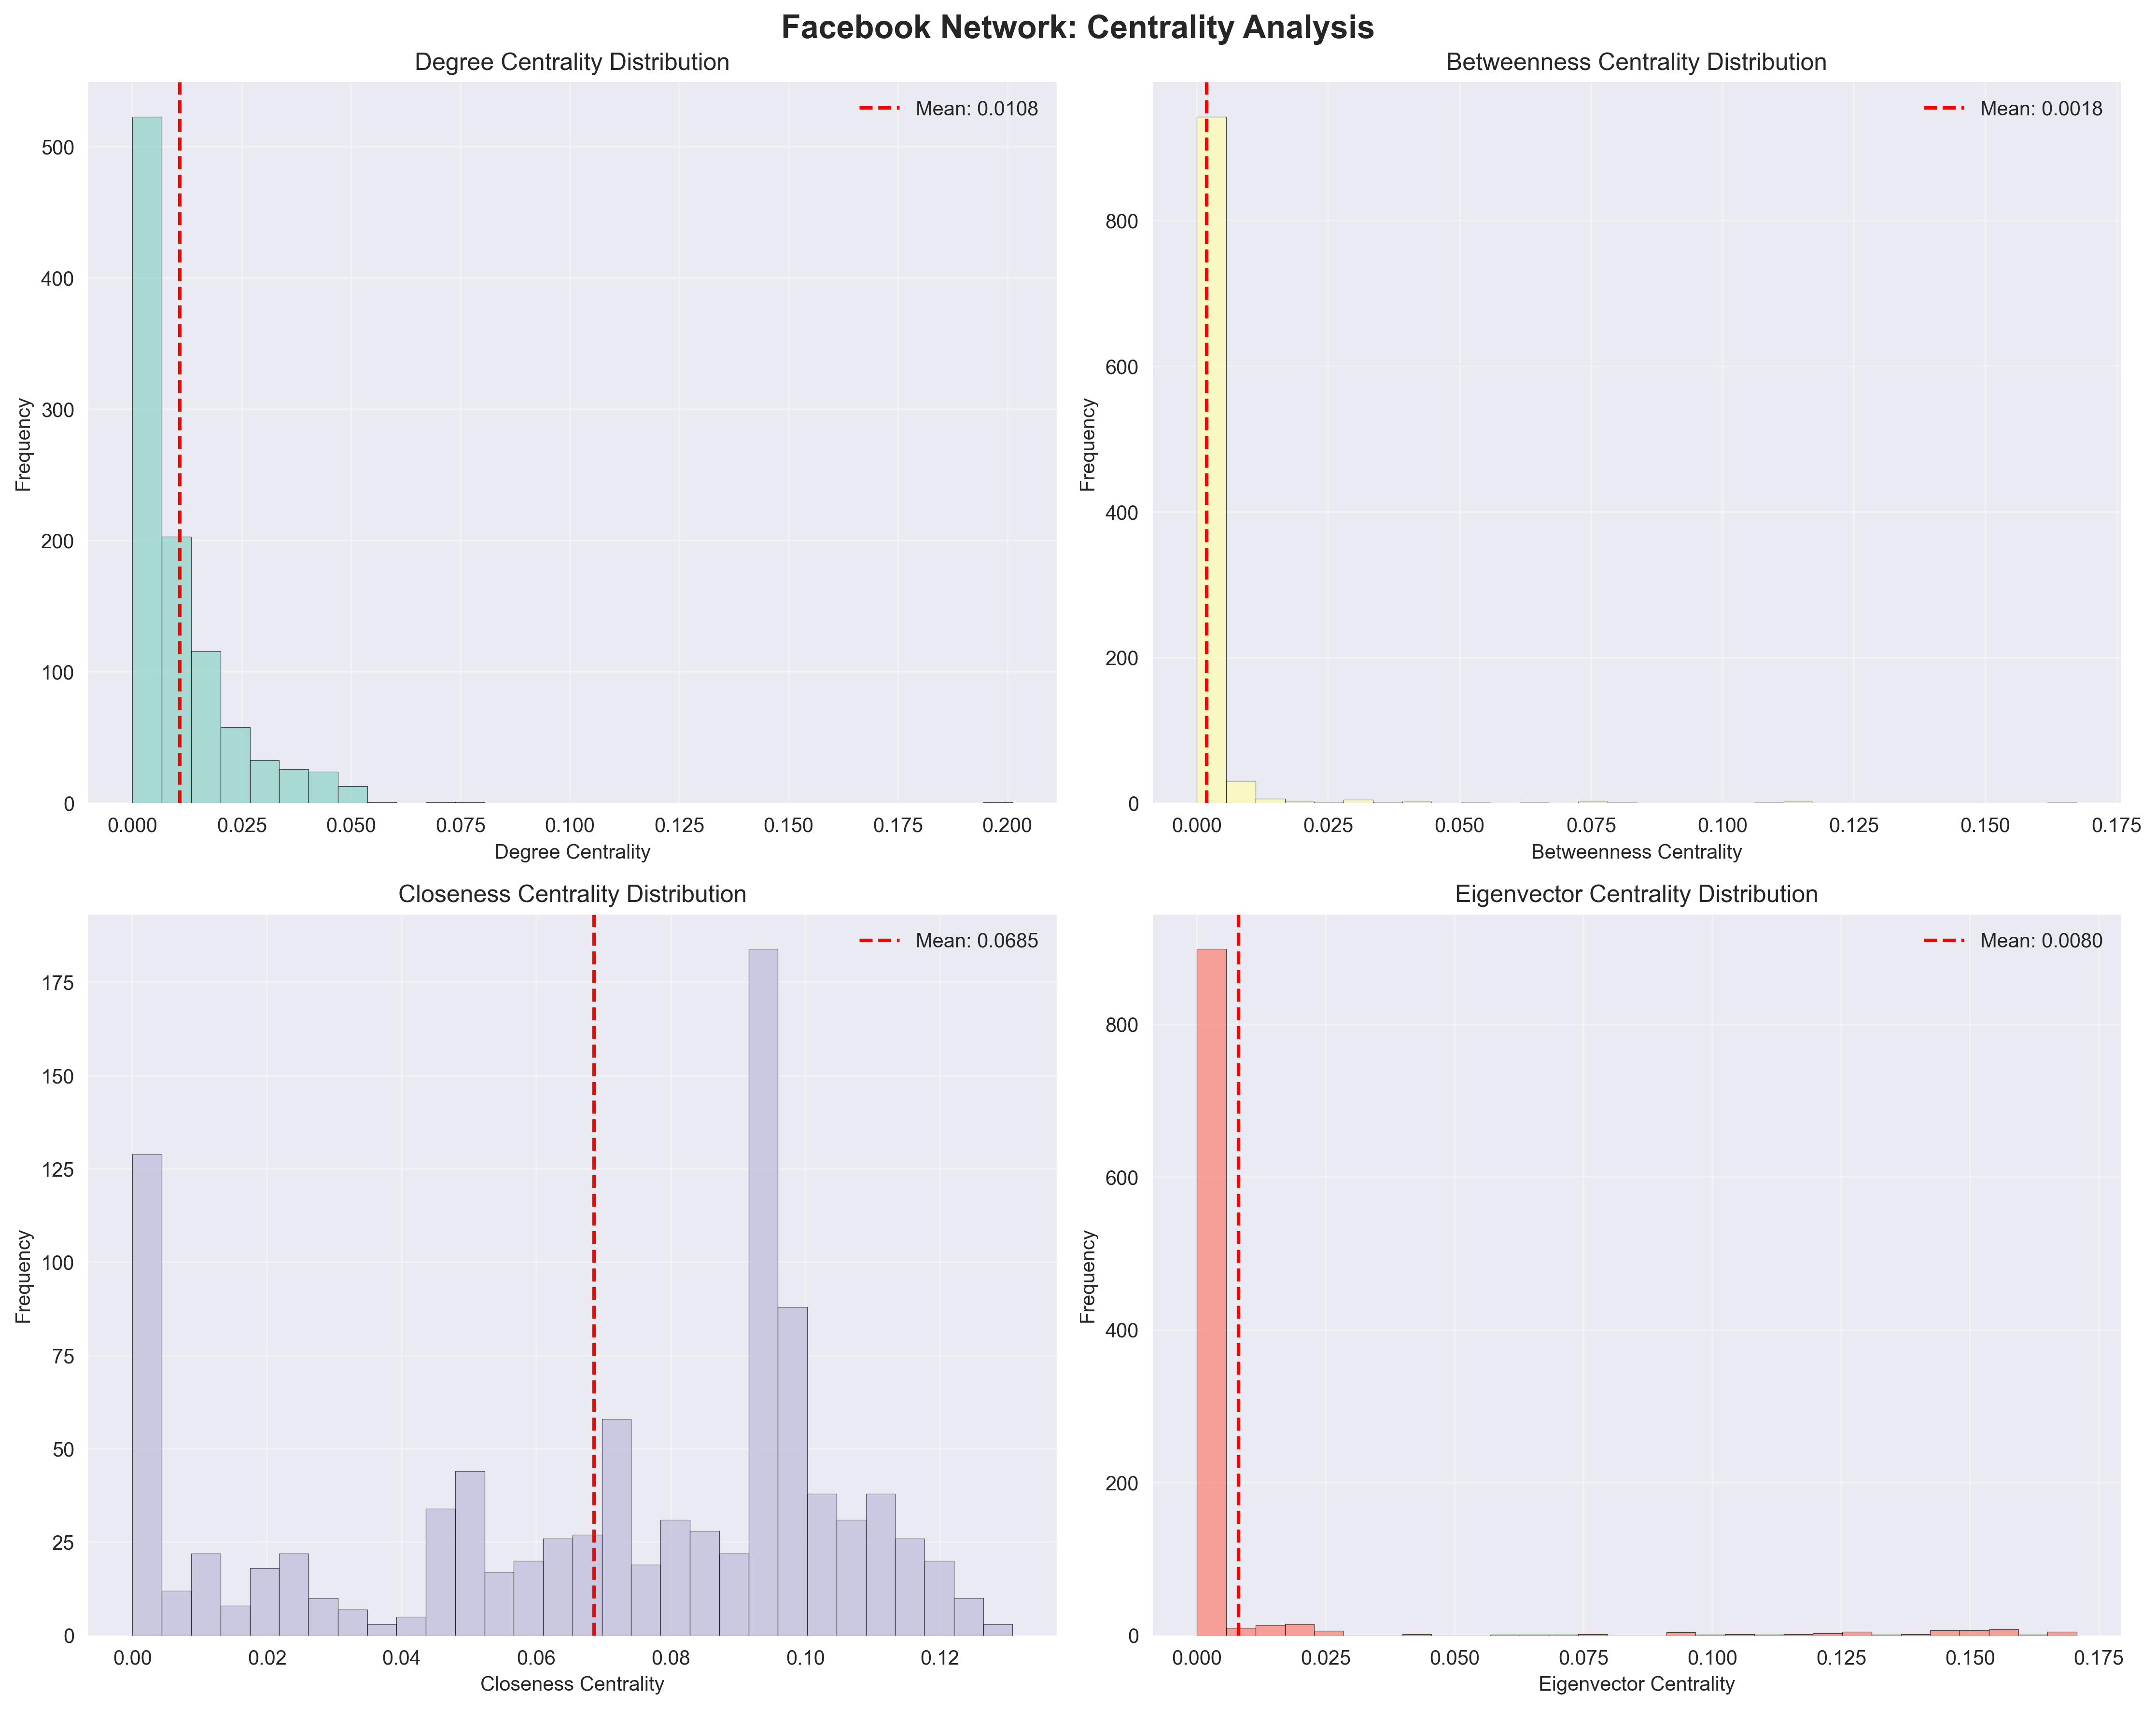 Facebook Network: Centrality Analysis
Degree Centrality Distribution
Mean: 0.0108
Frequency
500
400
300
200
100
0
0.000 0.025 0.050 0.075 0.100 0.125 0.150 0.175 0.200
Degree Centrality
Betweenness Centrality Distribution
Mean: 0.0018
Frequency
800
600
400
200
0
0.000 0.025 0.050 0.075 0.100 0.125 0.150 0.175
Betweenness Centrality
Closeness Centrality Distribution
Mean: 0.0685
Frequency
175
150
125
100
75
50
25
0
0.00 0.02 0.04 0.06 0.08 0.10 0.12
Closeness Centrality
Eigenvector Centrality Distribution
Mean: 0.0080
Frequency
800
600
400
200
0
0.000 0.025 0.050 0.075 0.100 0.125 0.150 0.175
Eigenvector Centrality